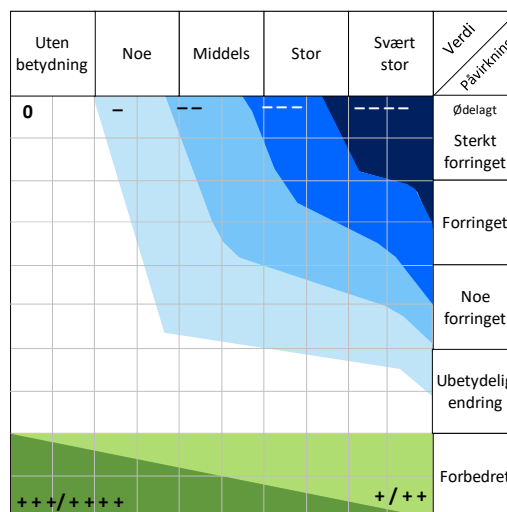 Uten
betydning
Noe
Middels
Stor
Svært
stor
Verdi
Påvirkning
0
–
– –
– – –
– – – –
Ødelagt
Sterkt
forringet
Forringet
Noe
forringet
Ubetydelig
endring
Forbedret
+ + + / + + + +
+ / + +